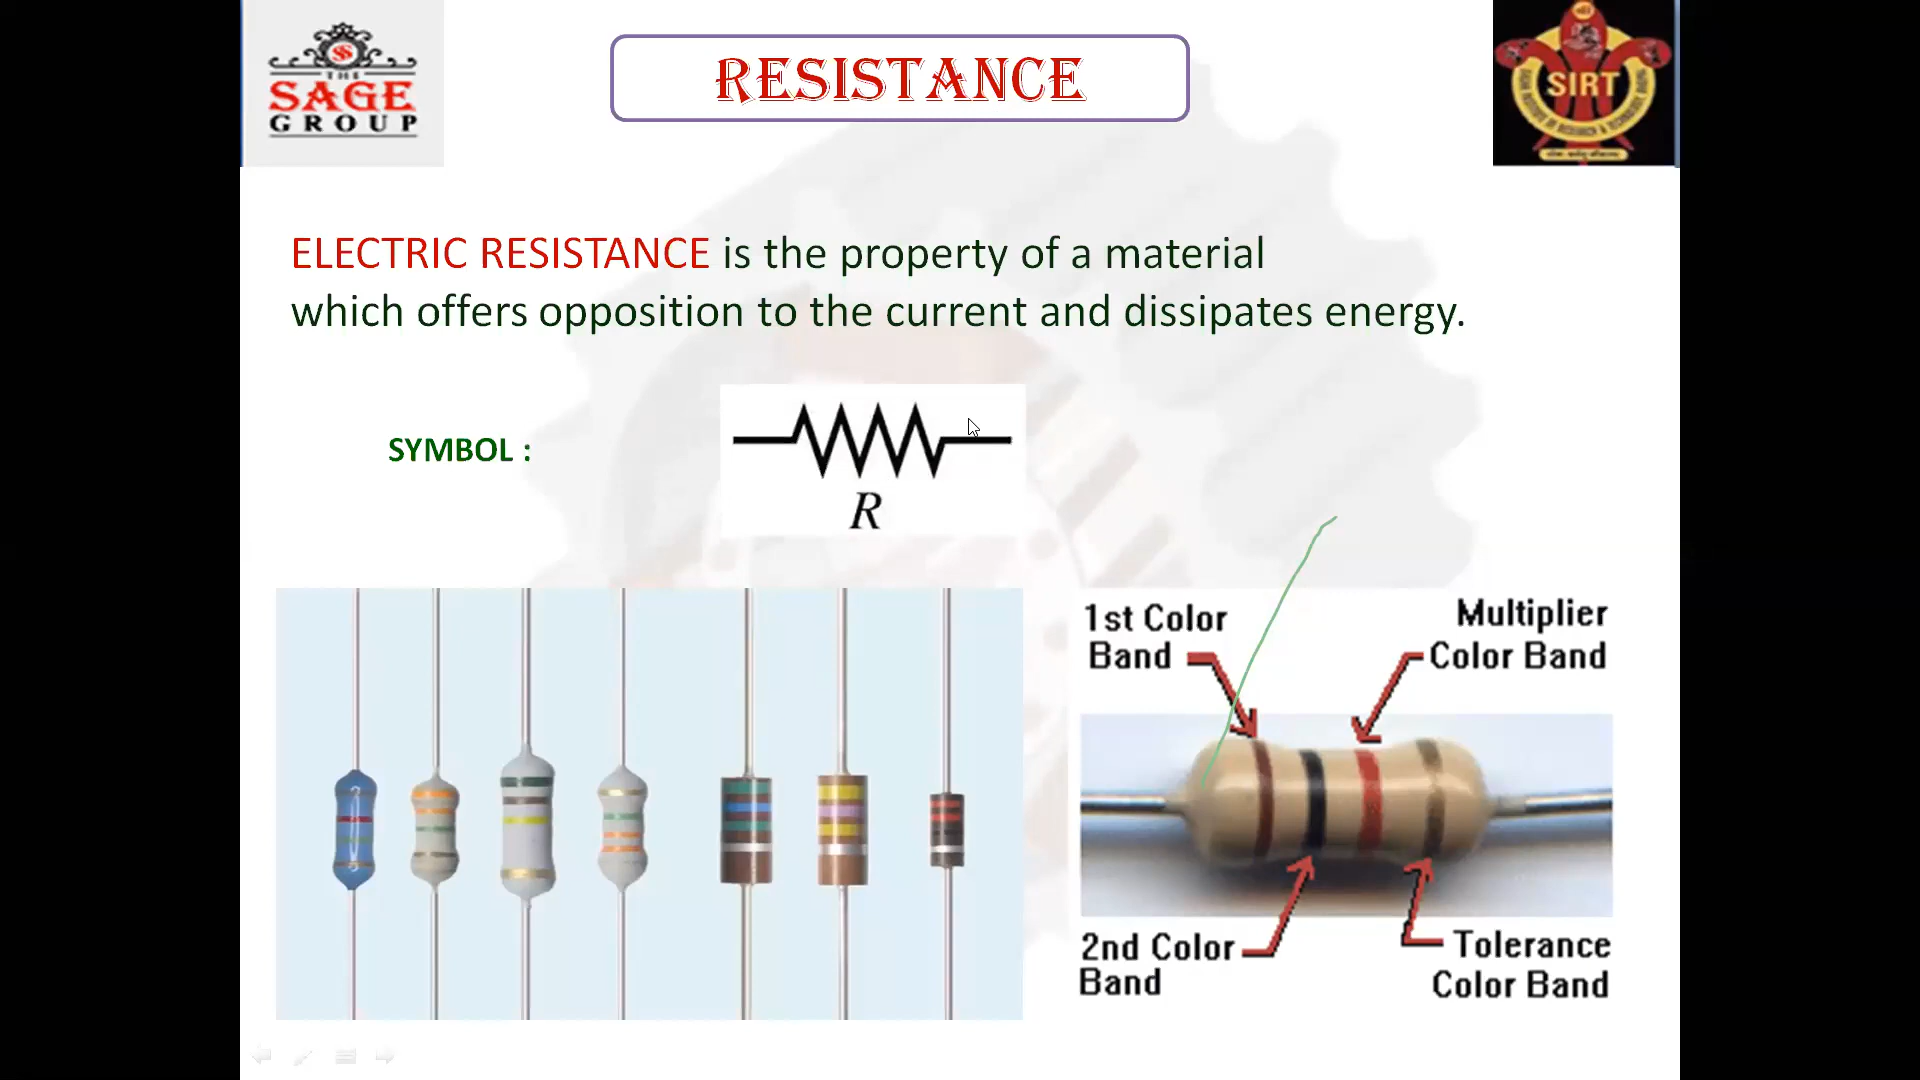 THE
SAGE
GROUP
RESISTANCE
SIRT
ELECTRIC RESISTANCE is the property of a material
which offers opposition to the current and dissipates energy.
SYMBOL :
R
1st Color
Band
Multiplier
Color Band
2nd Color
Band
Tolerance
Color Band